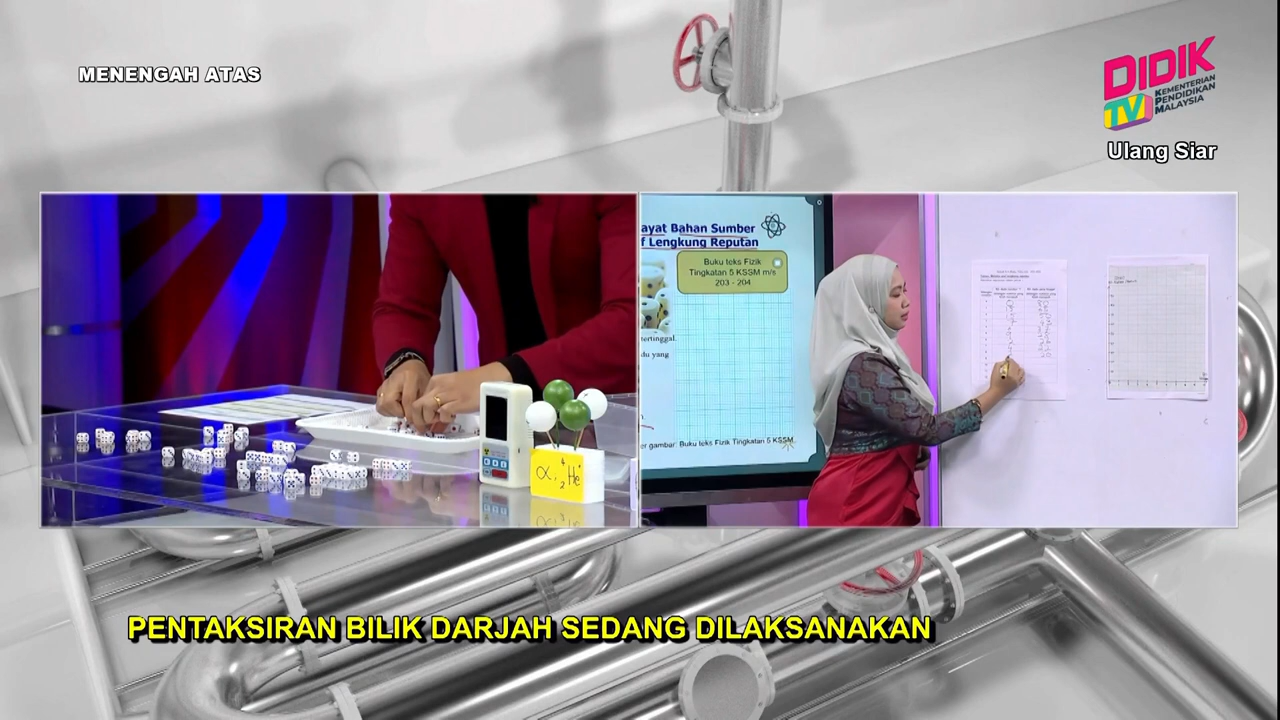 MENENGAH ATAS
DIDIK
TV
KEMENTERIAN
PENDIDIKAN
MALAYSIA
Ulang Siar
ayat Bahan Sumber
f Lengkung Reputan
Buku teks Fizik
Tingkatan 5 KSSM m/s
203 - 204
tertinggal.
du yang
er gambar: Buku teks Fizik Tingkatan 5 KSSM
α, ⁴₂He
PENTAKSIRAN BILIK DARJAH SEDANG DILAKSANAKAN